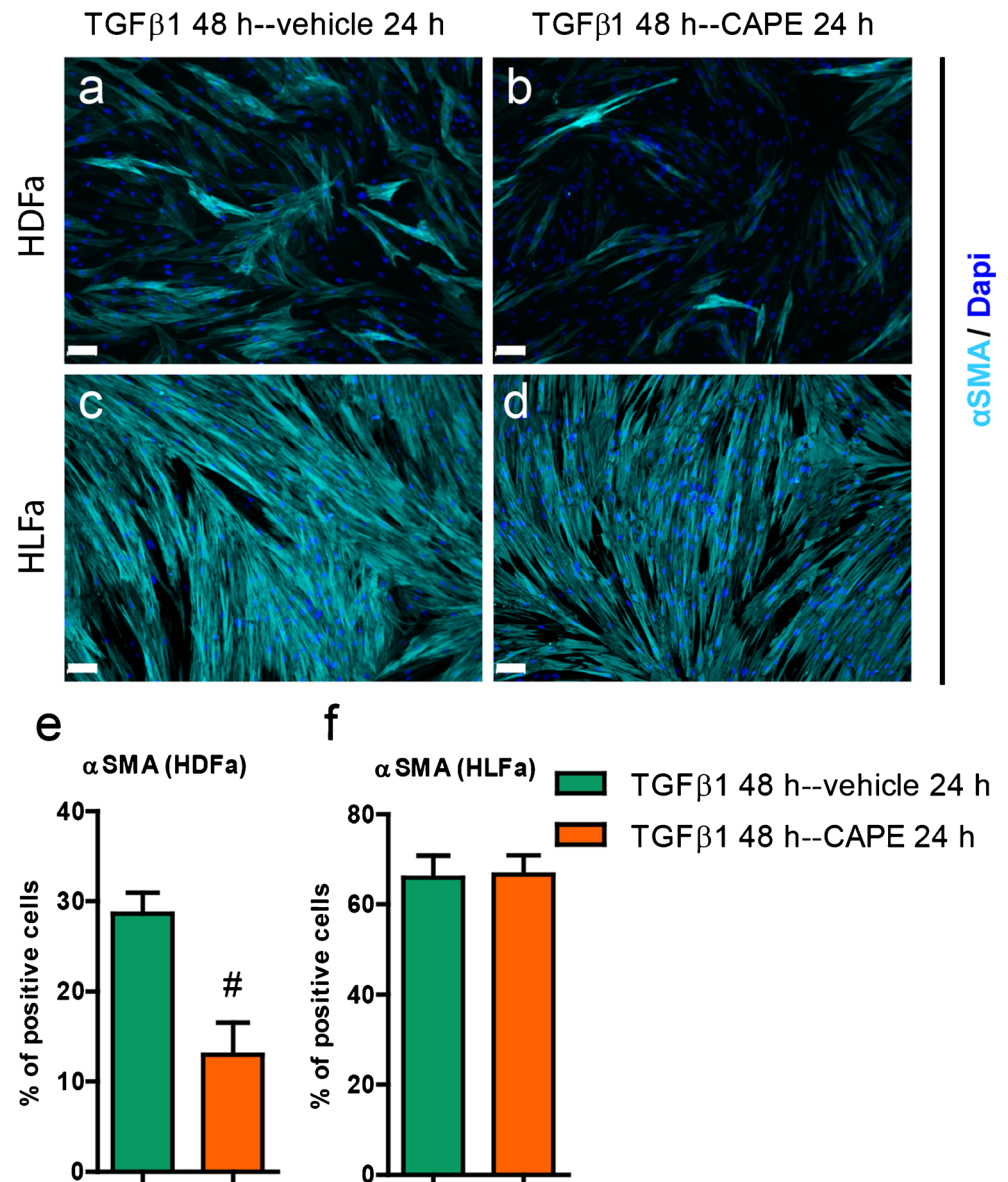 TGFβ1 48 h--vehicle 24 h
TGFβ1 48 h--CAPE 24 h
a
b
HDFa
c
d
HLFa
αSMA / Dapi
e
f
α SMA (HDFa)
α SMA (HLFa)
TGFβ1 48 h--vehicle 24 h
TGFβ1 48 h--CAPE 24 h
% of positive cells
40
30
20
10
0
#
% of positive cells
80
60
40
20
0